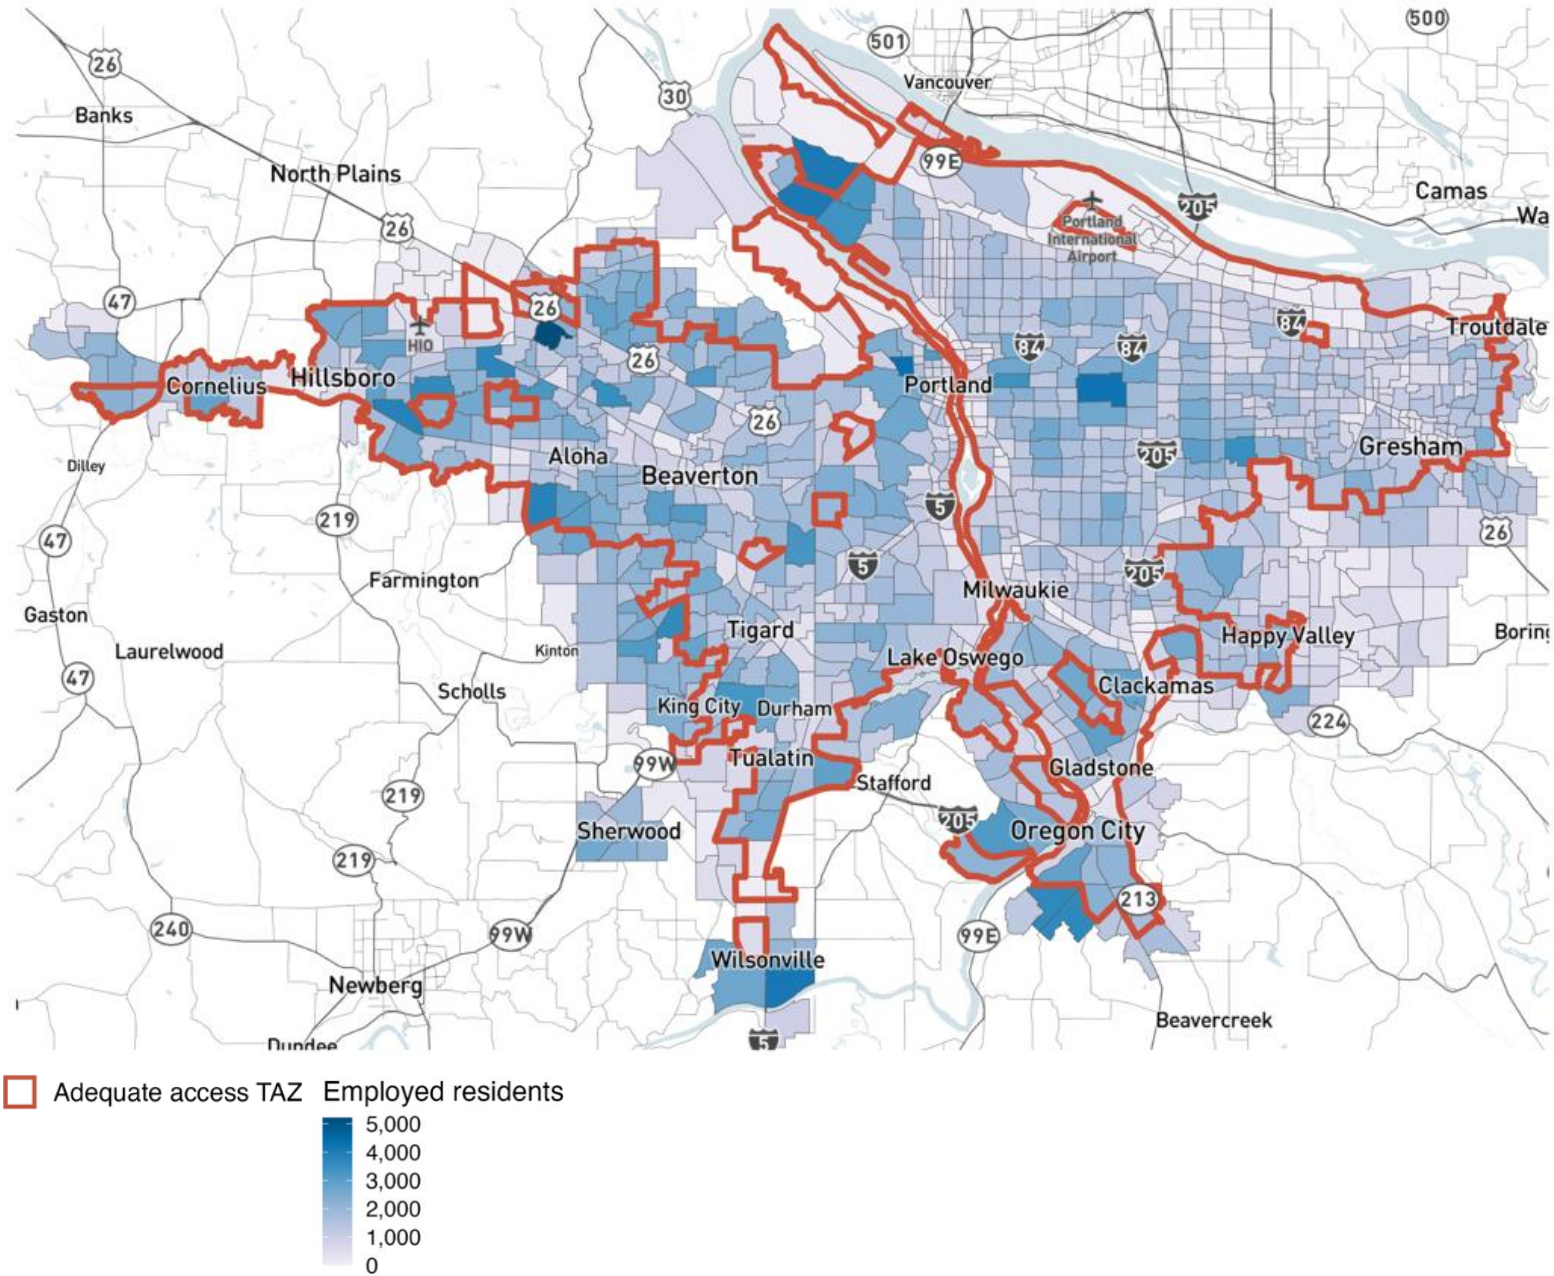 500
501
26
Vancouver
30
Banks
99E
North Plains
Camas
205
Wa
Portland
International
Airport
26
47
26
84
Troutdale
HIO
26
84
84
Cornelius
Hillsboro
Portland
26
Gresham
Aloha
205
Dilley
Beaverton
5
219
26
47
5
205
Farmington
Milwaukie
Gaston
Tigard
Happy Valley
Boring
Laurelwood
Kinton
Lake Oswego
47
Scholls
Clackamas
King City
Durham
224
99W
Tualatin
Gladstone
Stafford
219
205
Sherwood
Oregon City
219
213
240
99W
99E
Wilsonville
Newberg
Beavercreek
5
Dundee
Adequate access TAZ
Employed residents
5,000
4,000
3,000
2,000
1,000
0